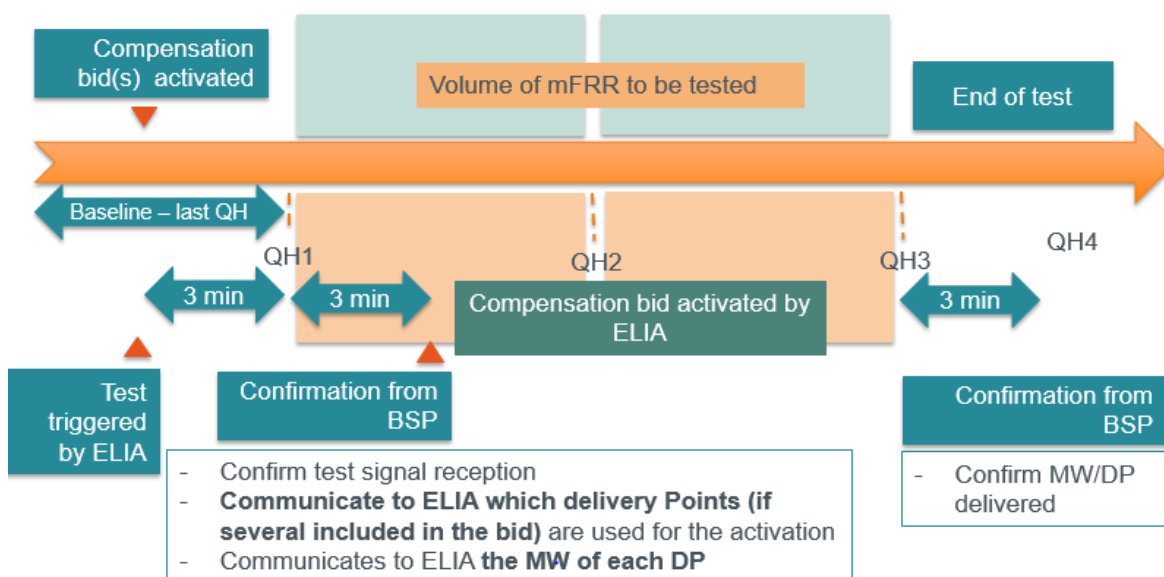 Compensation
bid(s) activated
Volume of mFRR to be tested
End of test
Baseline – last QH
QH1
QH2
QH3
QH4
3 min
3 min
3 min
Compensation bid activated by
ELIA
Test
triggered
by ELIA
Confirmation from
BSP
Confirmation from
BSP
- Confirm test signal reception
- Communicate to ELIA which delivery Points (if
several included in the bid) are used for the activation
- Communicates to ELIA the MW of each DP
- Confirm MW/DP
delivered